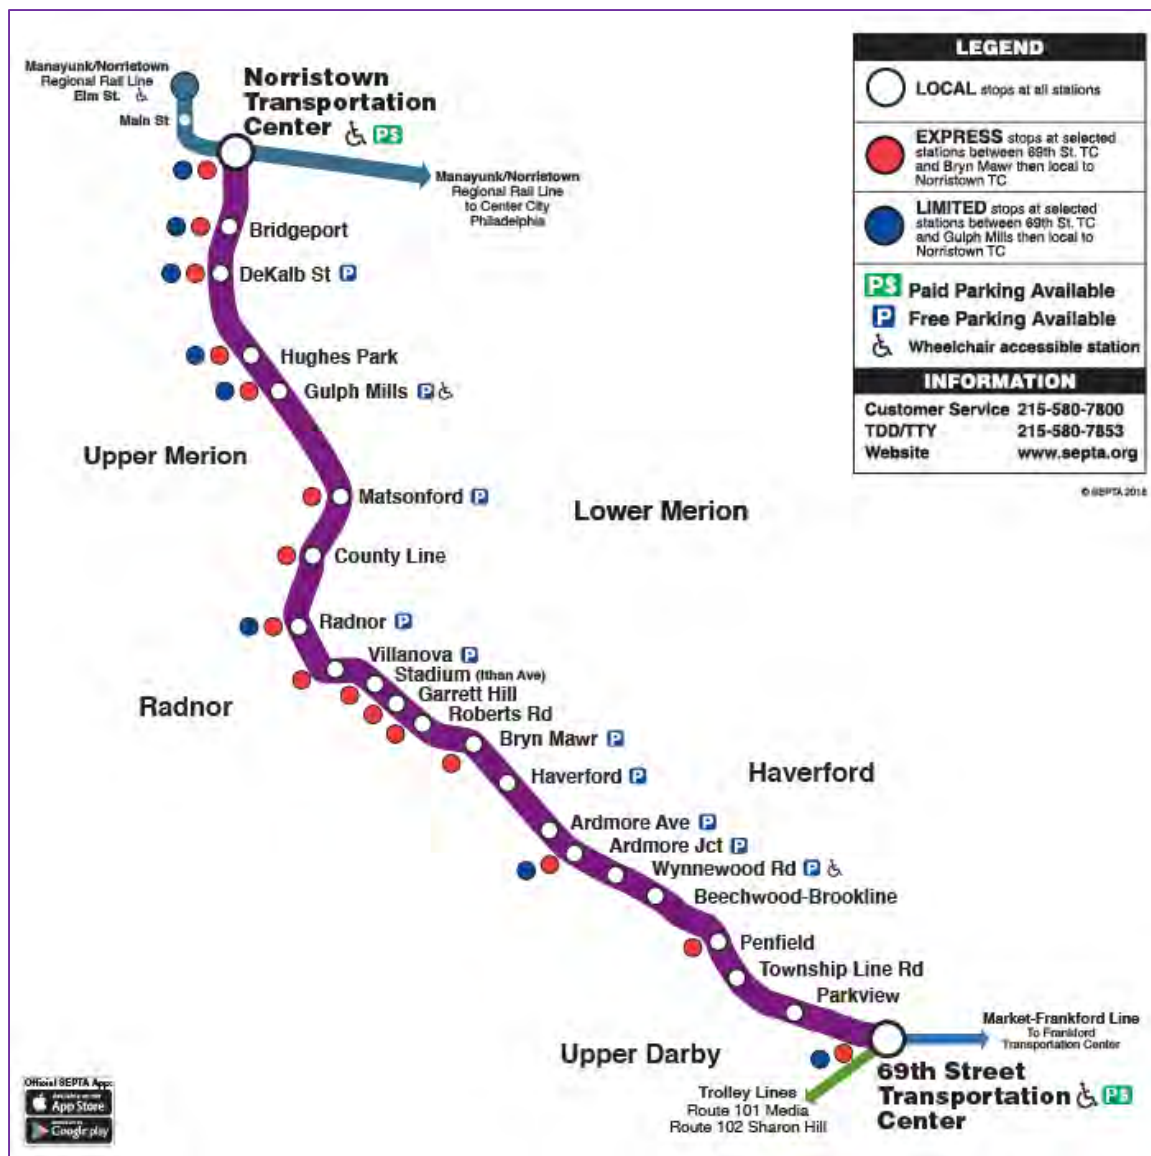 Manayunk/Norristown
Regional Rail Line
Elm St.
Main St
Norristown
Transportation
Center
PS
Manayunk/Norristown
Regional Rail Line
to Center City
Philadelphia
Bridgeport
DeKalb St P
Hughes Park
Gulph Mills P
Upper Merion
Matsonford P
Lower Merion
County Line
Radnor P
Villanova P
Stadium (Ithan Ave)
Radnor
Garrett Hill
Roberts Rd
Bryn Mawr P
Haverford P
Haverford
Ardmore Ave P
Ardmore Jct P
Wynnewood Rd P
Beechwood-Brookline
Penfield
Township Line Rd
Parkview
Market-Frankford Line
To Frankford
Transportation Center
Upper Darby
69th Street
Transportation
Center
PS
Trolley Lines
Route 101 Media
Route 102 Sharon Hill
LEGEND
LOCAL stops at all stations
EXPRESS stops at selected
stations between 69th St. TC
and Bryn Mawr then local to
Norristown TC
LIMITED stops at selected
stations between 69th St. TC
and Gulph Mills then local to
Norristown TC
PS Paid Parking Available
P Free Parking Available
Wheelchair accessible station
INFORMATION
Customer Service 215-580-7800
TDD/TTY 215-580-7853
Website www.septa.org
Official SEPTA App:
App Store
Google play